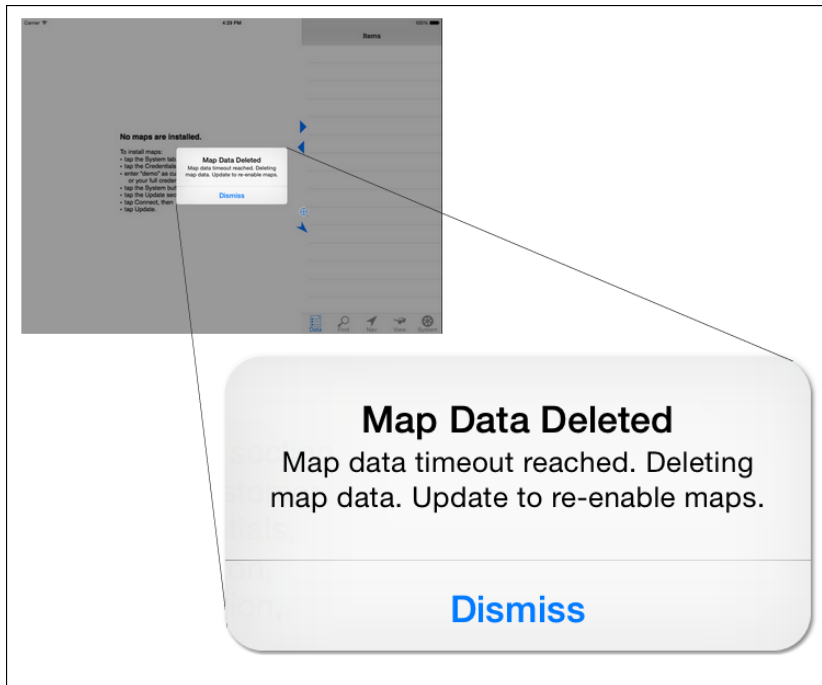 Carrier
4:23 PM
100%
Items
No maps are installed.
To install maps:
• tap the System tab
• tap the Credentials
• enter "demo" as cu
or your full creden
• tap the System but
• tap the Update sec
• tap Connect, then
• tap Update.
Map Data Deleted
Map data timeout reached. Deleting
map data. Update to re-enable maps.
Dismiss
Data Find Nav View System
Map Data Deleted
Map data timeout reached. Deleting
map data. Update to re-enable maps.
Dismiss